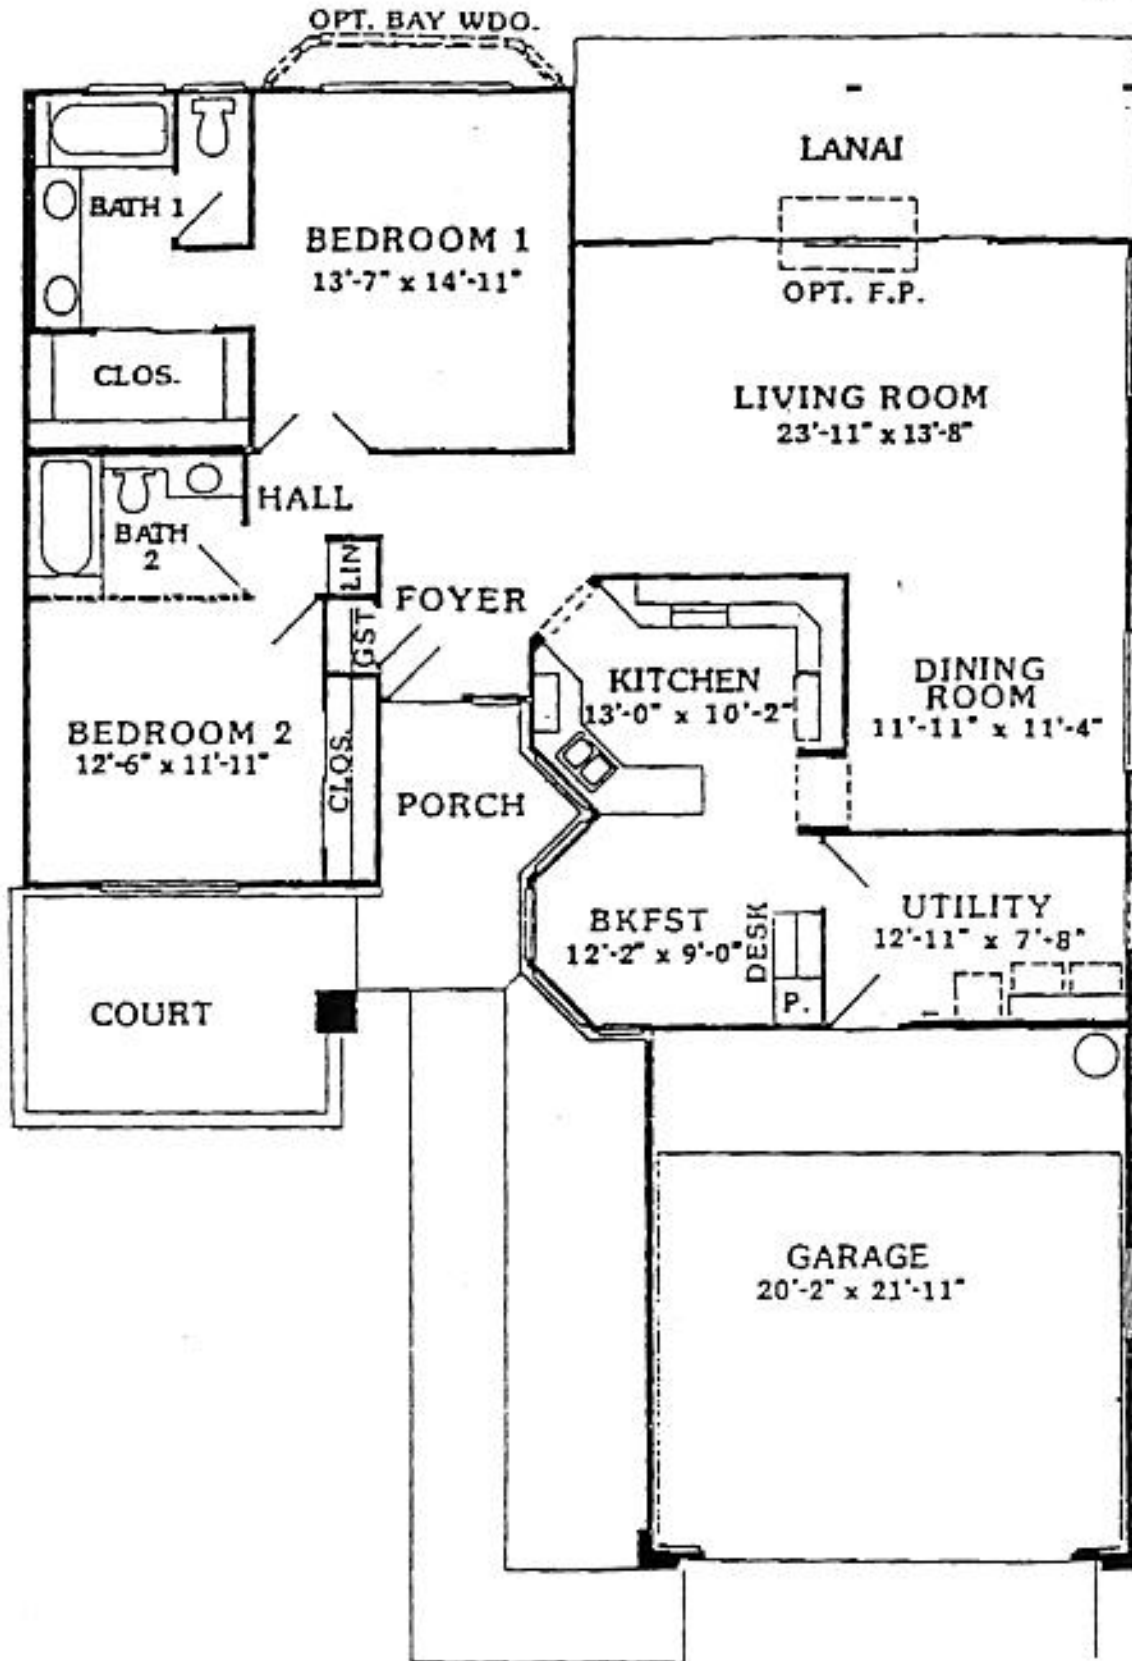 OPT. BAY WDO.
LANAI
BATH 1
BEDROOM 1
13'-7" x 14'-11"
OPT. F.P.
CLOS.
LIVING ROOM
23'-11" x 13'-8"
HALL
BATH
2
LIN
FOYER
GST
KITCHEN
13'-0" x 10'-2"
DINING
ROOM
11'-11" x 11'-4"
BEDROOM 2
12'-6" x 11'-11"
CLOS.
PORCH
BKFST
12'-2" x 9'-0"
DESK
UTILITY
12'-11" x 7'-8"
P.
COURT
GARAGE
20'-2" x 21'-11"